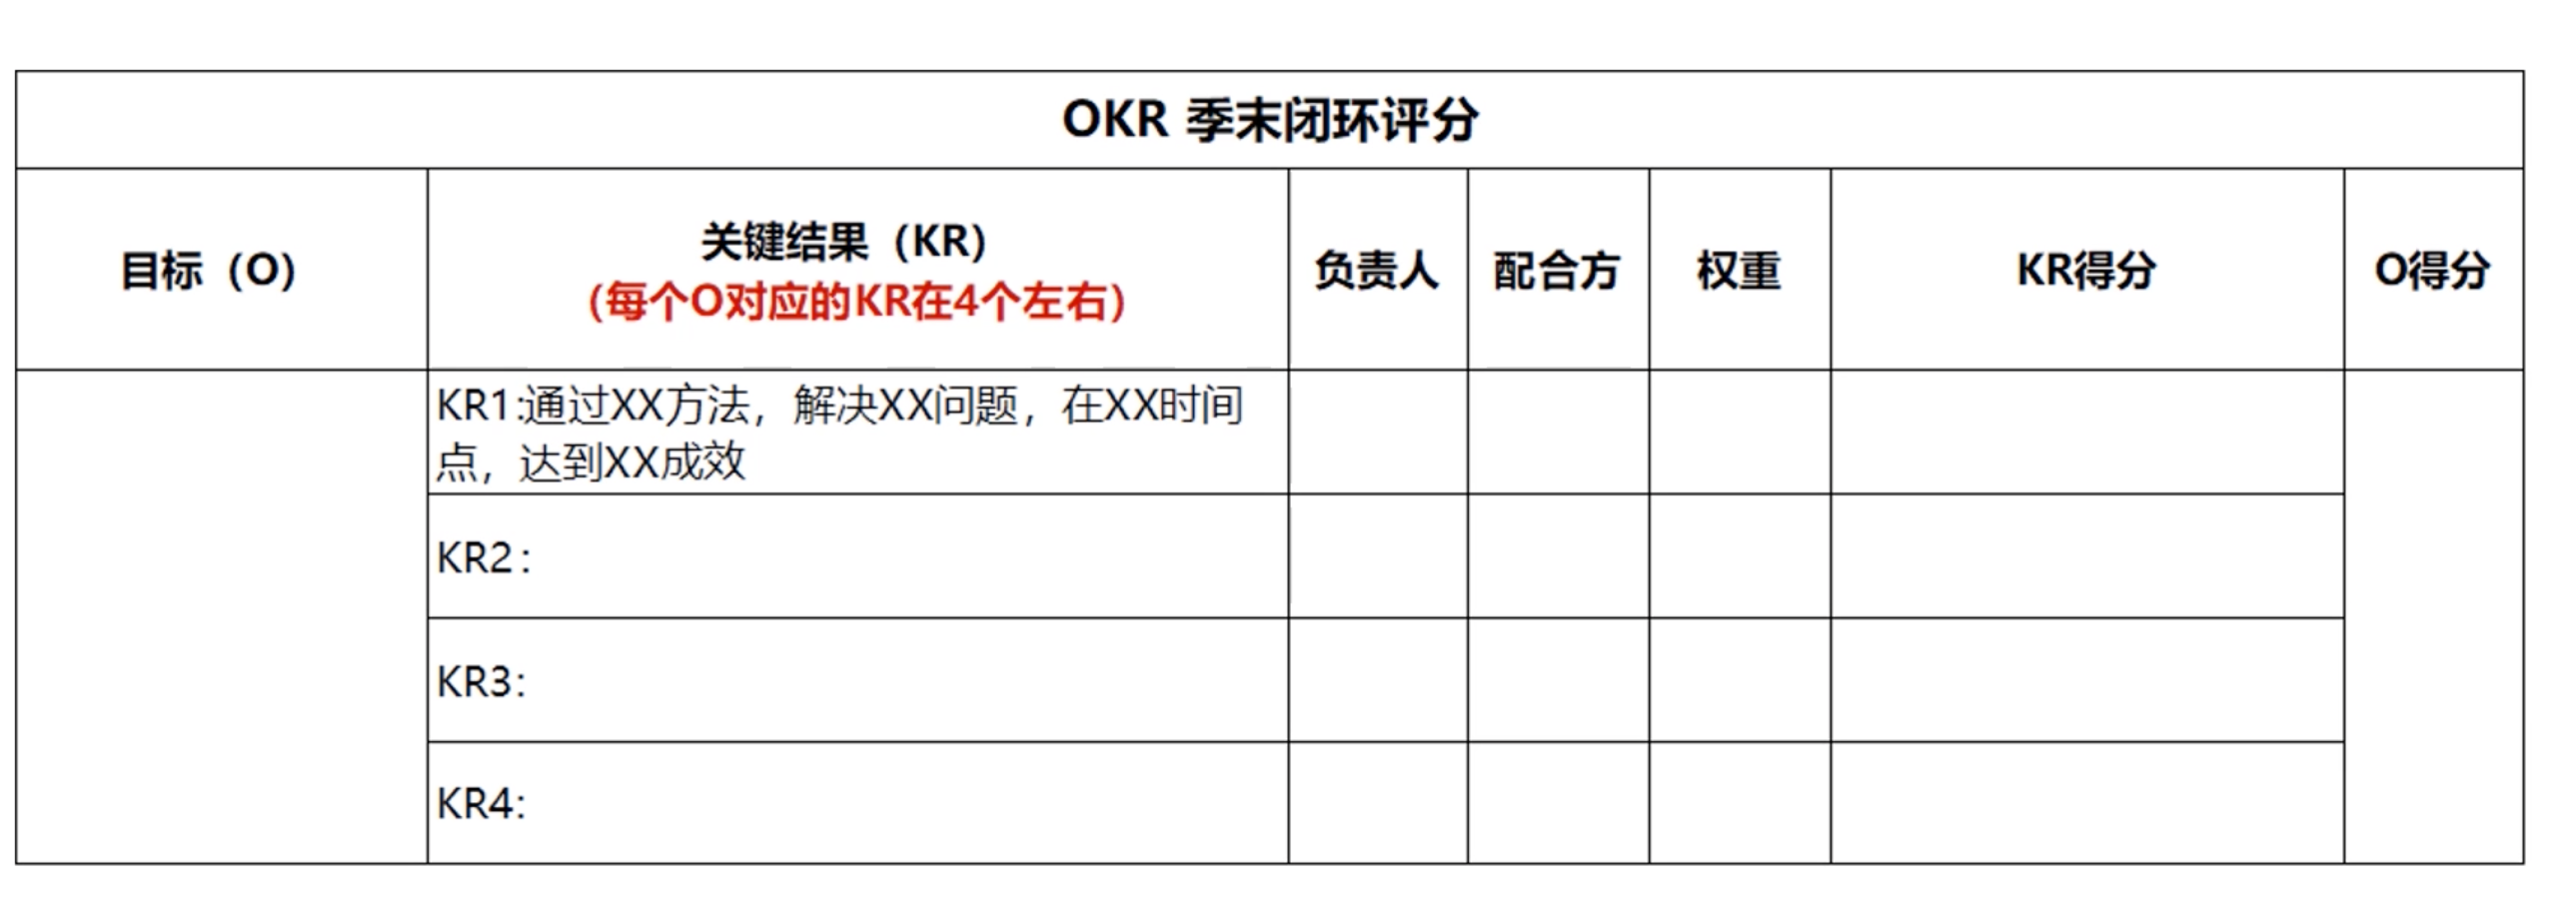 OKR 季末闭环评分
目标（O）
关键结果（KR）
（每个O对应的KR在4个左右）
负责人
配合方
权重
KR得分
O得分
KR1:通过XX方法，解决XX问题，在XX时间
点，达到XX成效
KR2：
KR3:
KR4: